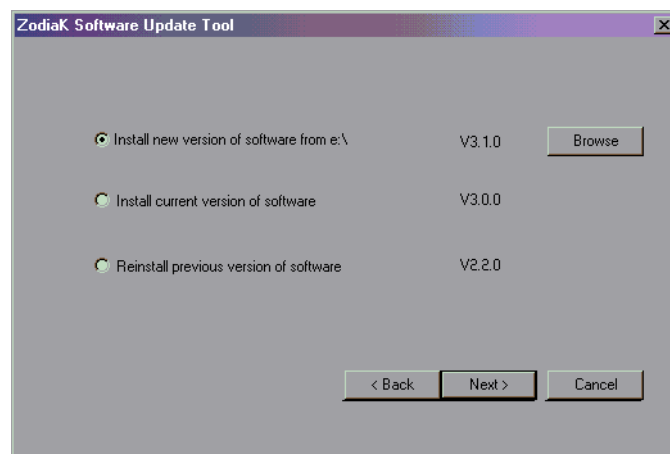 ZodiaK Software Update Tool
Install new version of software from e:\ V3.1.0 Browse
Install current version of software V3.0.0
Reinstall previous version of software V2.2.0
< Back Next > Cancel